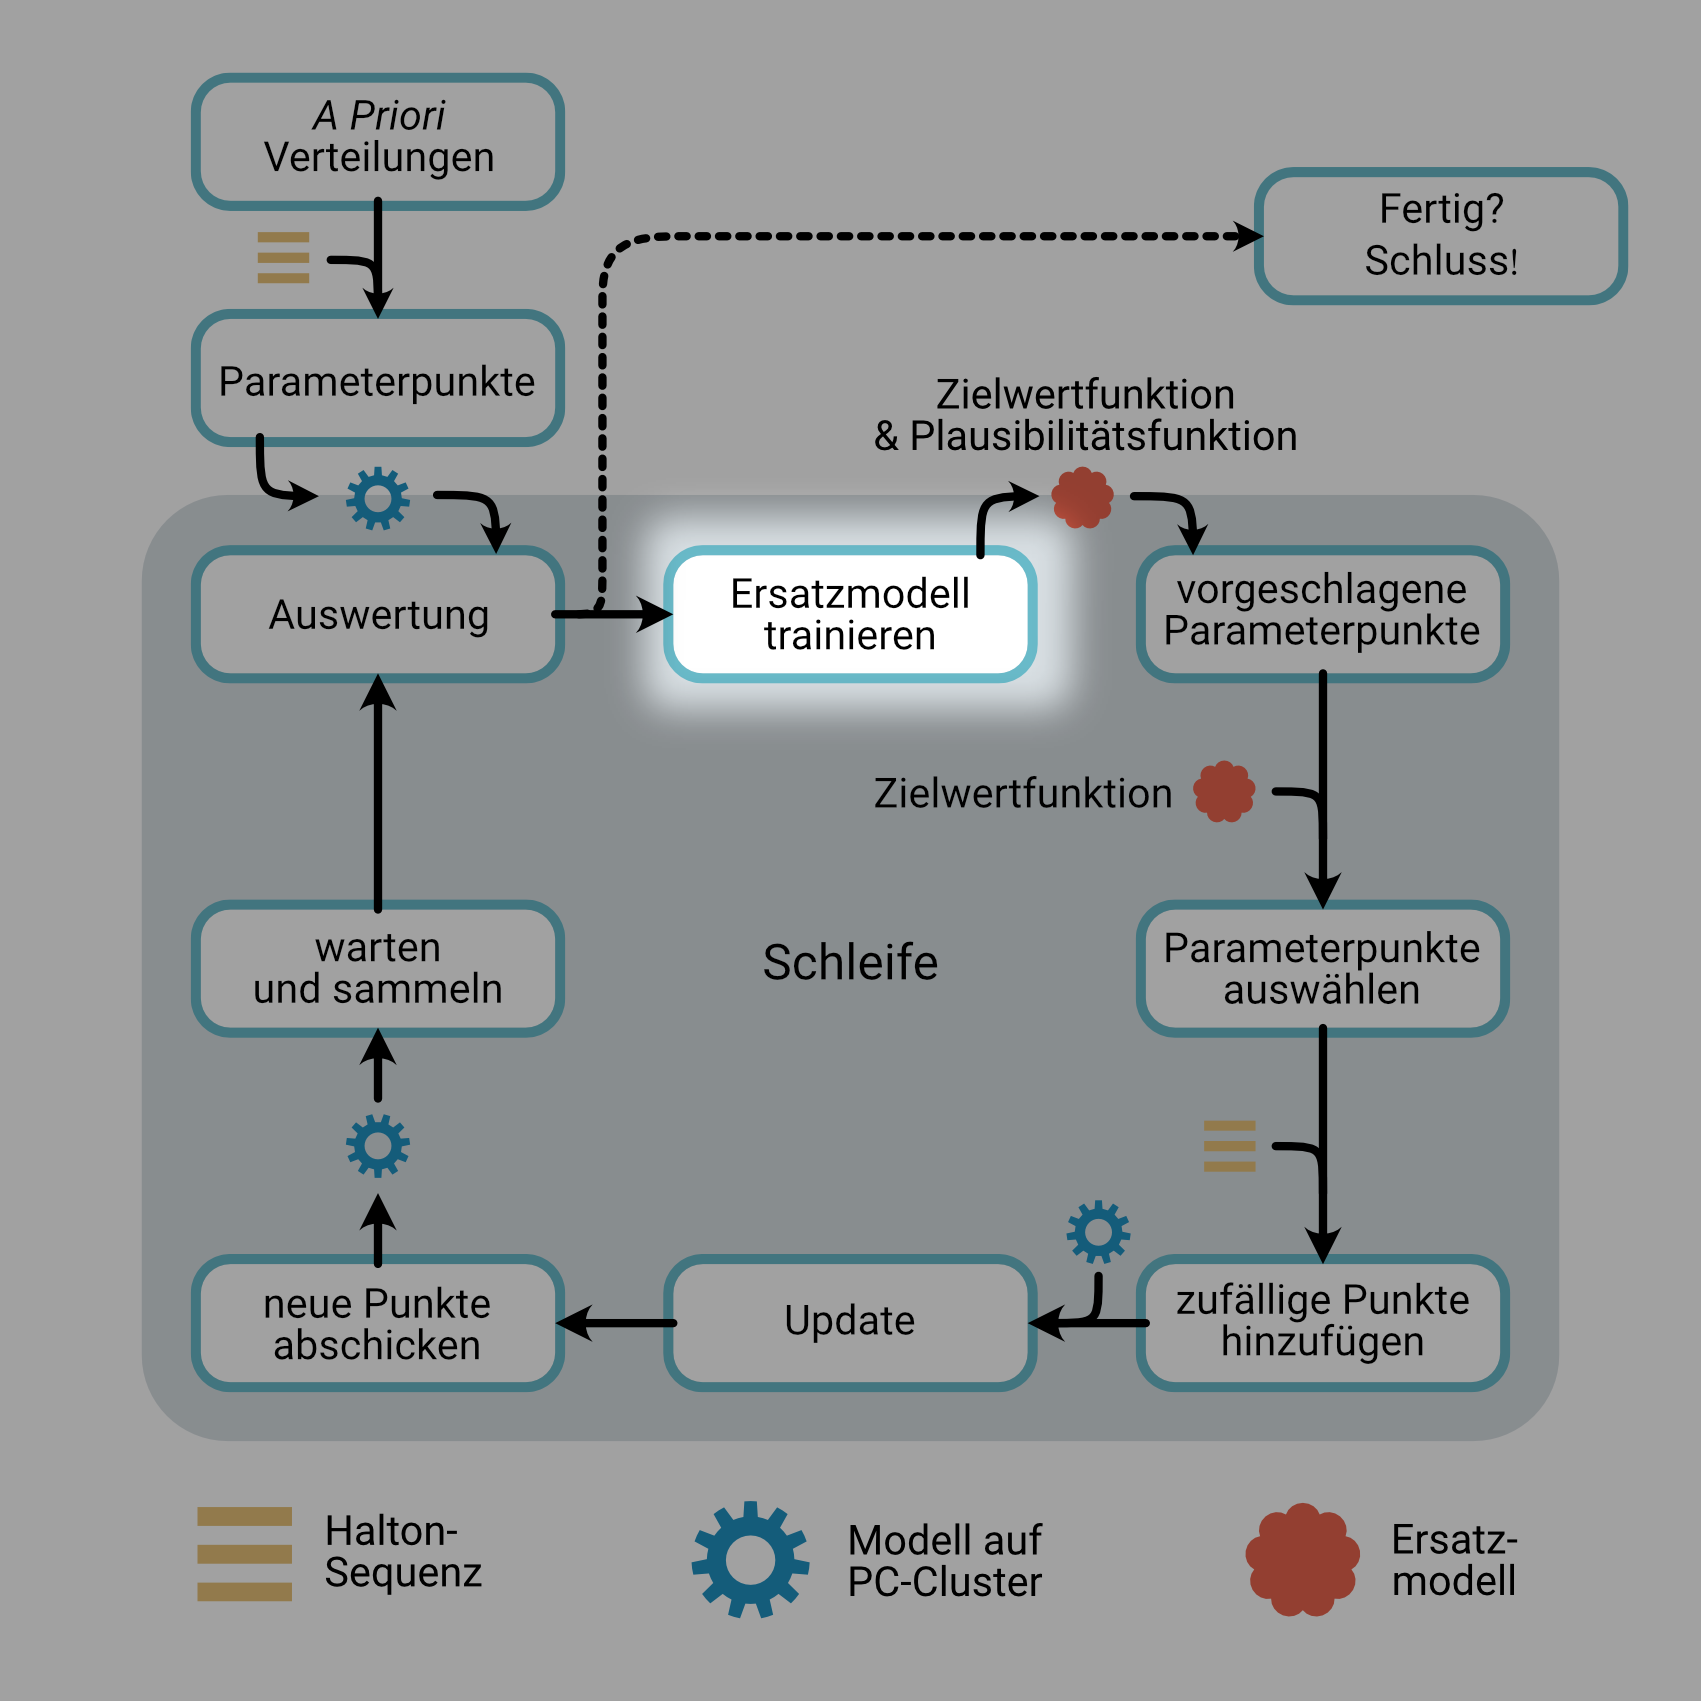 A Priori
Verteilungen
Fertig?
Schluss!
Parameterpunkte
Zielwertfunktion
& Plausibilitätsfunktion
Auswertung
Ersatzmodell
trainieren
vorgeschlagene
Parameterpunkte
Zielwertfunktion
warten
und sammeln
Schleife
Parameterpunkte
auswählen
neue Punkte
abschicken
Update
zufällige Punkte
hinzufügen
Halton-
Sequenz
Modell auf
PC-Cluster
Ersatz-
modell